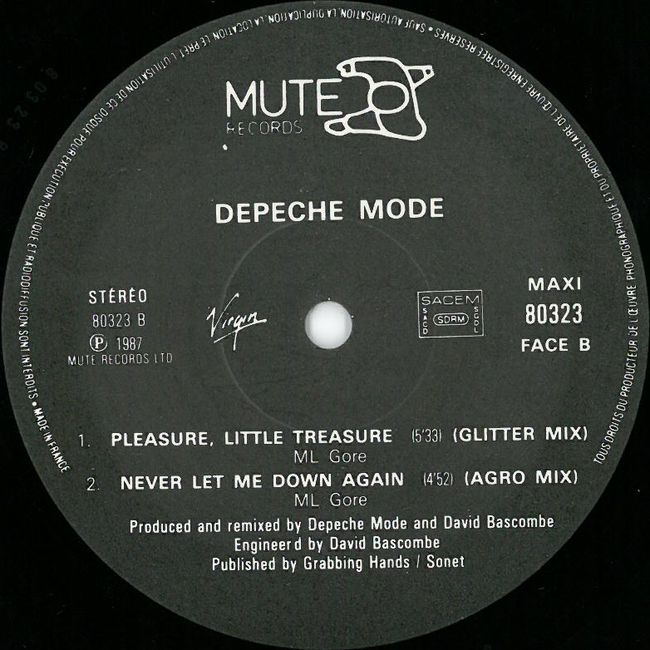 TOUS DROITS DU PRODUCTEUR DE L'ŒUVRE PHONOGRAPHIQUE ET DU PROPRIÉTAIRE DE L'ŒUVRE ENREGISTRÉE RÉSERVÉS • SAUF AUTORISATION, LA DUPLICATION, LA LOCATION, LE PRÊT, L'UTILISATION DE CE DISQUE POUR EXÉCUTION PUBLIQUE ET RADIODIFFUSION SONT INTERDITS • MADE IN FRANCE
MUTE
RECORDS
DEPECHE MODE
STÉRÉO
80323 B
Ⓟ 1987
MUTE RECORDS LTD
Virgin
SACEM
SACD
SDRM
MAXI
80323
FACE B
1. PLEASURE, LITTLE TREASURE (5'33) (GLITTER MIX)
ML Gore
2. NEVER LET ME DOWN AGAIN (4'52) (AGRO MIX)
ML Gore
Produced and remixed by Depeche Mode and David Bascombe
Engineerd by David Bascombe
Published by Grabbing Hands / Sonet